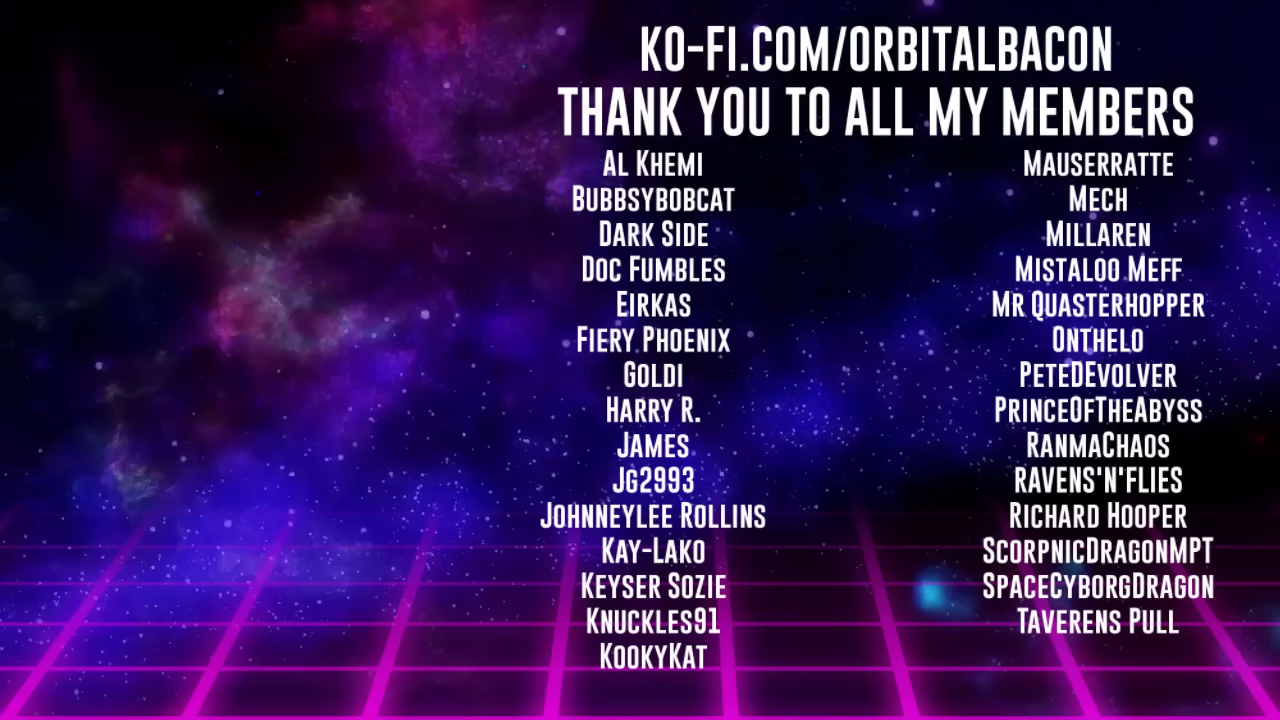 KO-FI.COM/ORBITALBACON
THANK YOU TO ALL MY MEMBERS
Al Khemi
Bubbsybobcat
Dark Side
Doc Fumbles
Eirkas
Fiery Phoenix
Goldi
Harry R.
James
Jg2993
Johnneylee Rollins
Kay-Lako
Keyser Sozie
Knuckles91
KookyKat
Mauserratte
Mech
Millaren
Mistaloo Meff
Mr Quasterhopper
Onthelo
PeteDEvolver
PrinceOfTheAbyss
RanmaChaos
RAVENS'N'FLIES
Richard Hooper
ScorpnicDragonMPT
SpaceCyborgDragon
Taverens Pull